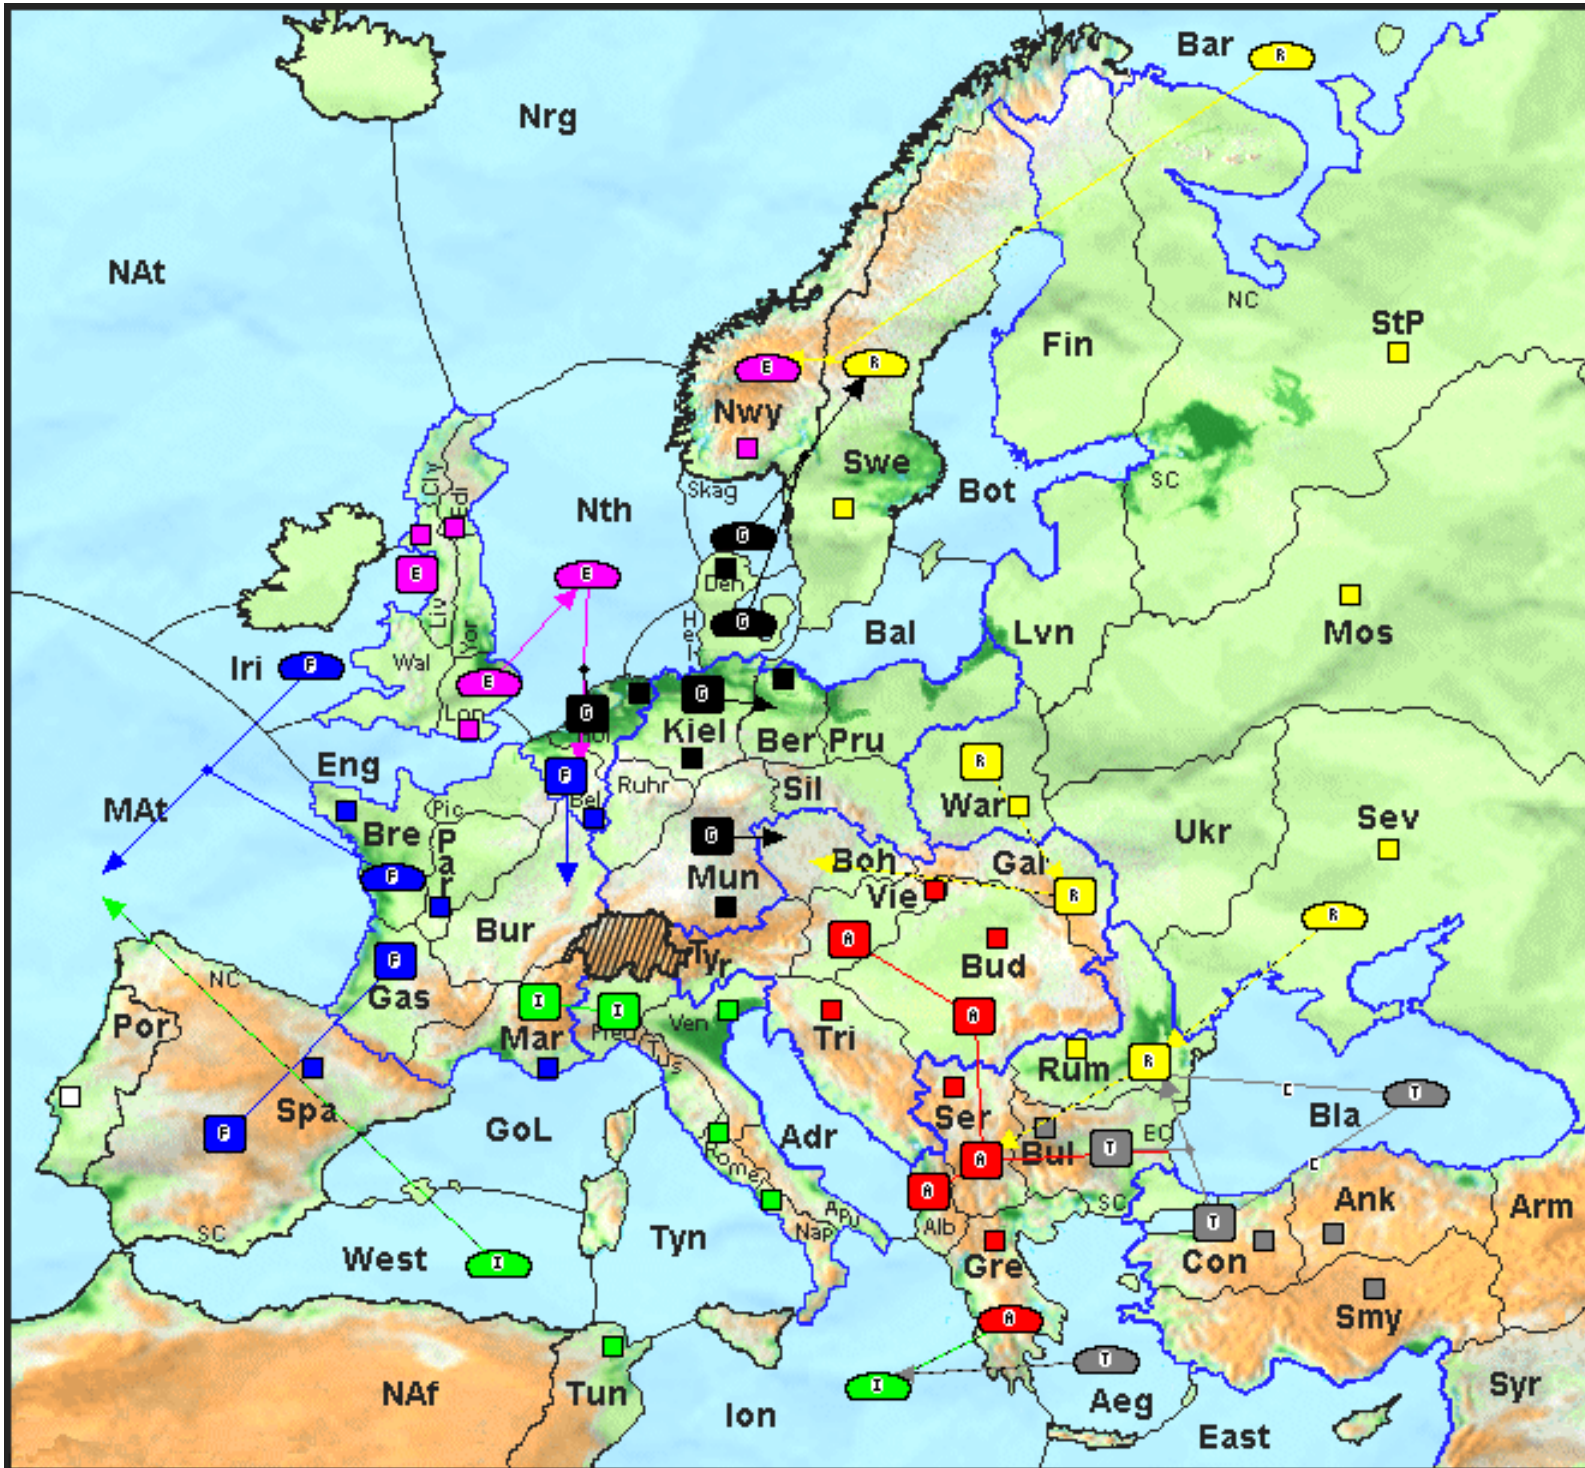 Bar
R
Nrg
NAt
NC
StP
Fin
E
R
Nwy
Swe
Cly
Edi
Skag
Nth
Bot
SC
G
E
E
Den
Liv
Yor
Hel
G
Bal
Lvn
Mos
Iri
F
Wal
E
Lon
G
G
Hol
Kiel
Ber
Pru
Eng
F
Ruhr
Sil
R
War
MAt
Pic
Bel
Bre
Par
G
Ukr
Sev
Boh
Gal
F
Mun
Vie
R
R
Bur
A
Bud
Tyr
F
NC
Gas
I
I
Por
Mar
Pied
Ven
Tus
Tri
A
Rum
R
Spa
F
GoL
Ser
C
T
Bla
Adr
Bul
T
EC
Rome
A
C
SC
West
I
Tyn
Apu
Nap
A
Alb
SC
T
Con
Ank
Arm
Gre
A
Smy
NAf
Tun
I
T
Ion
Aeg
East
Syr